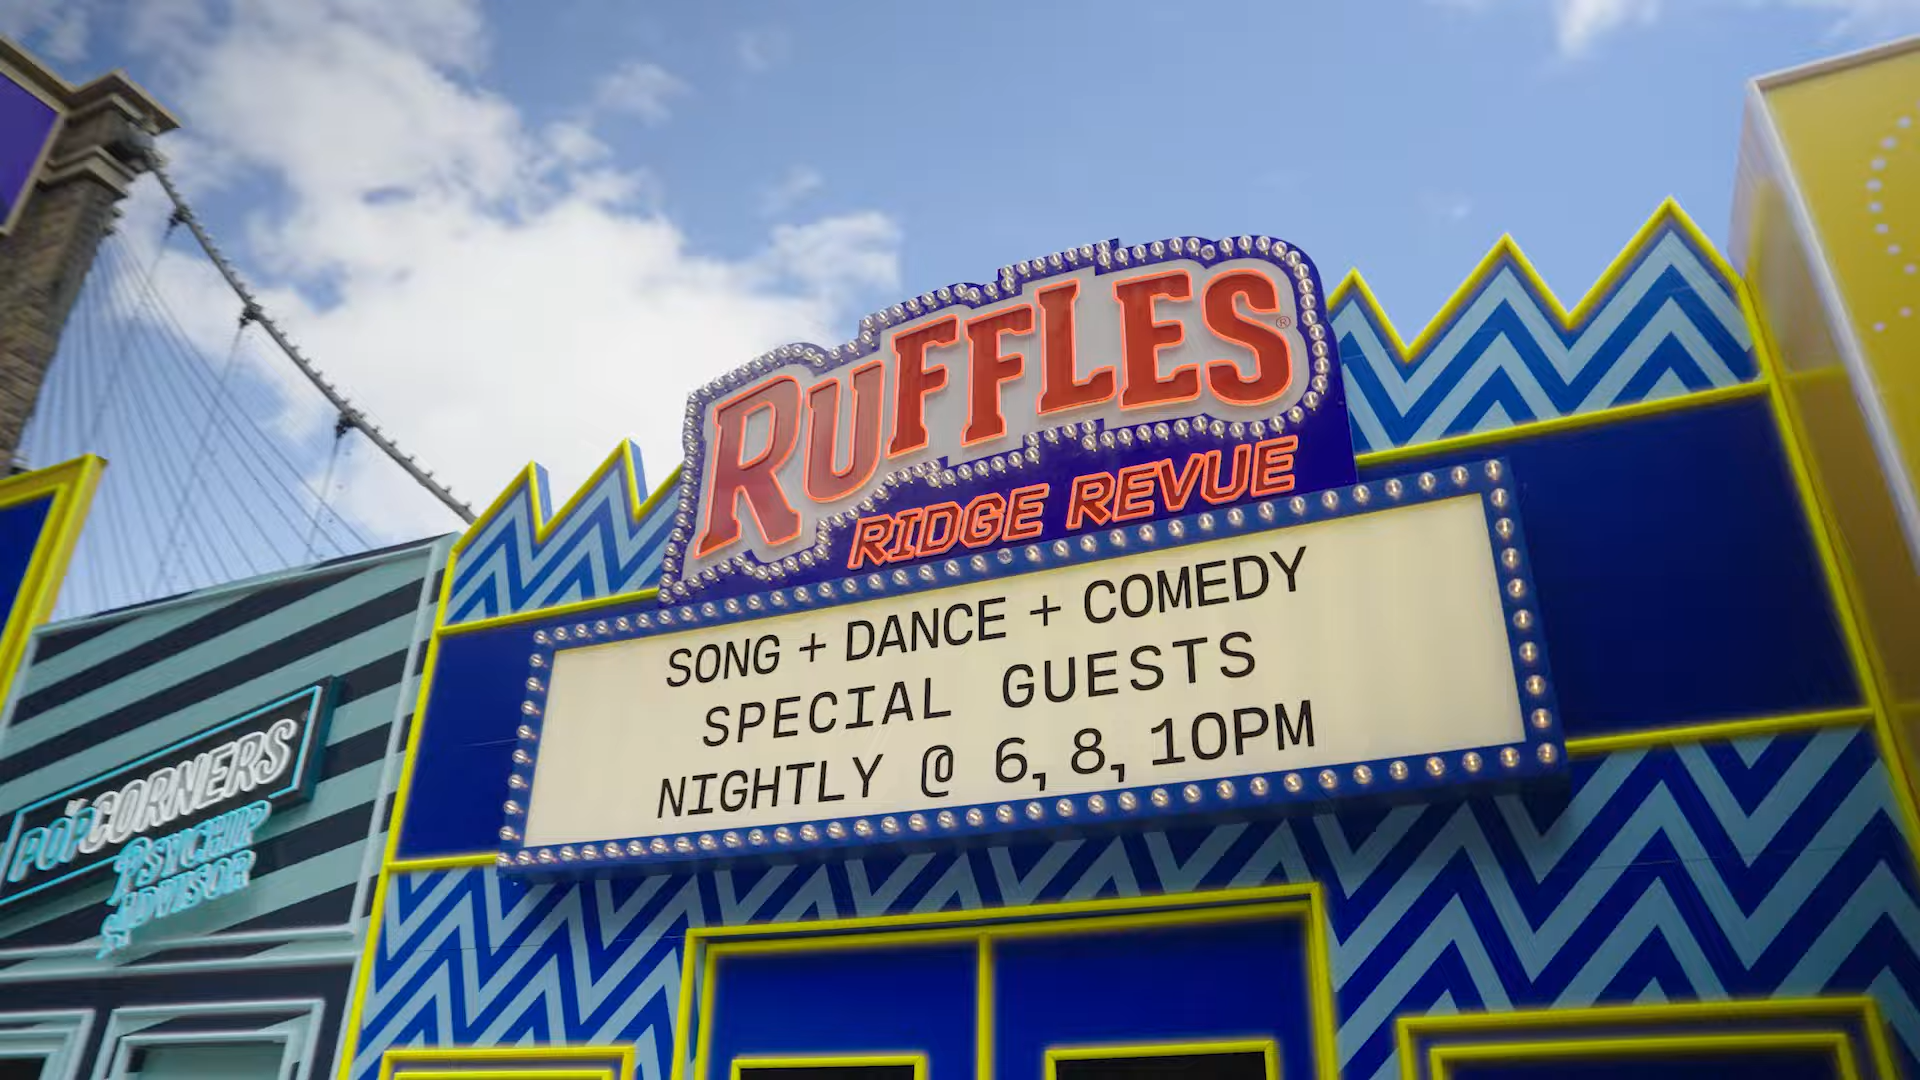 RUFFLES®
RIDGE REVUE
SONG + DANCE + COMEDY
SPECIAL GUESTS
NIGHTLY @ 6, 8, 10PM
POPCORNERS
PSYCHIP
ADVISOR